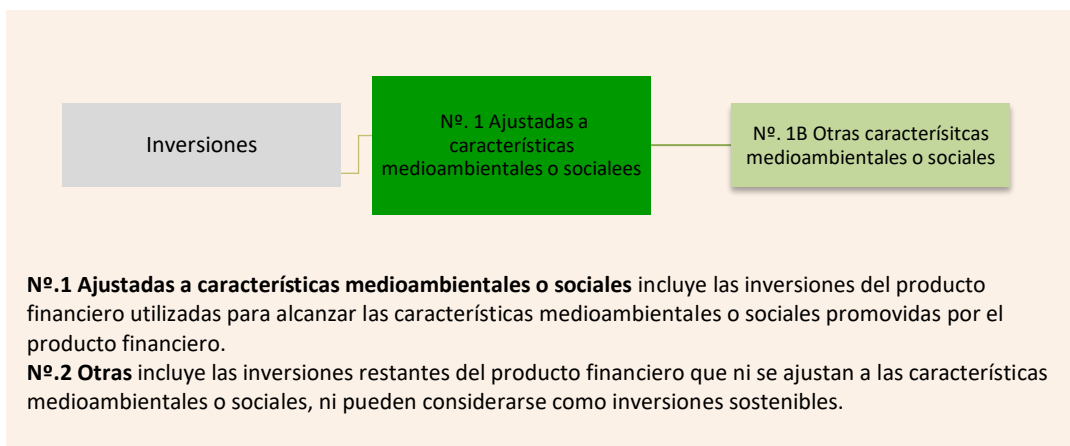 Inversiones
Nº. 1 Ajustadas a
características
medioambientales o socialees
Nº. 1B Otras caracterísitcas
medioambientales o sociales
Nº.1 Ajustadas a características medioambientales o sociales incluye las inversiones del producto
financiero utilizadas para alcanzar las características medioambientales o sociales promovidas por el
producto financiero.
Nº.2 Otras incluye las inversiones restantes del producto financiero que ni se ajustan a las características
medioambientales o sociales, ni pueden considerarse como inversiones sostenibles.